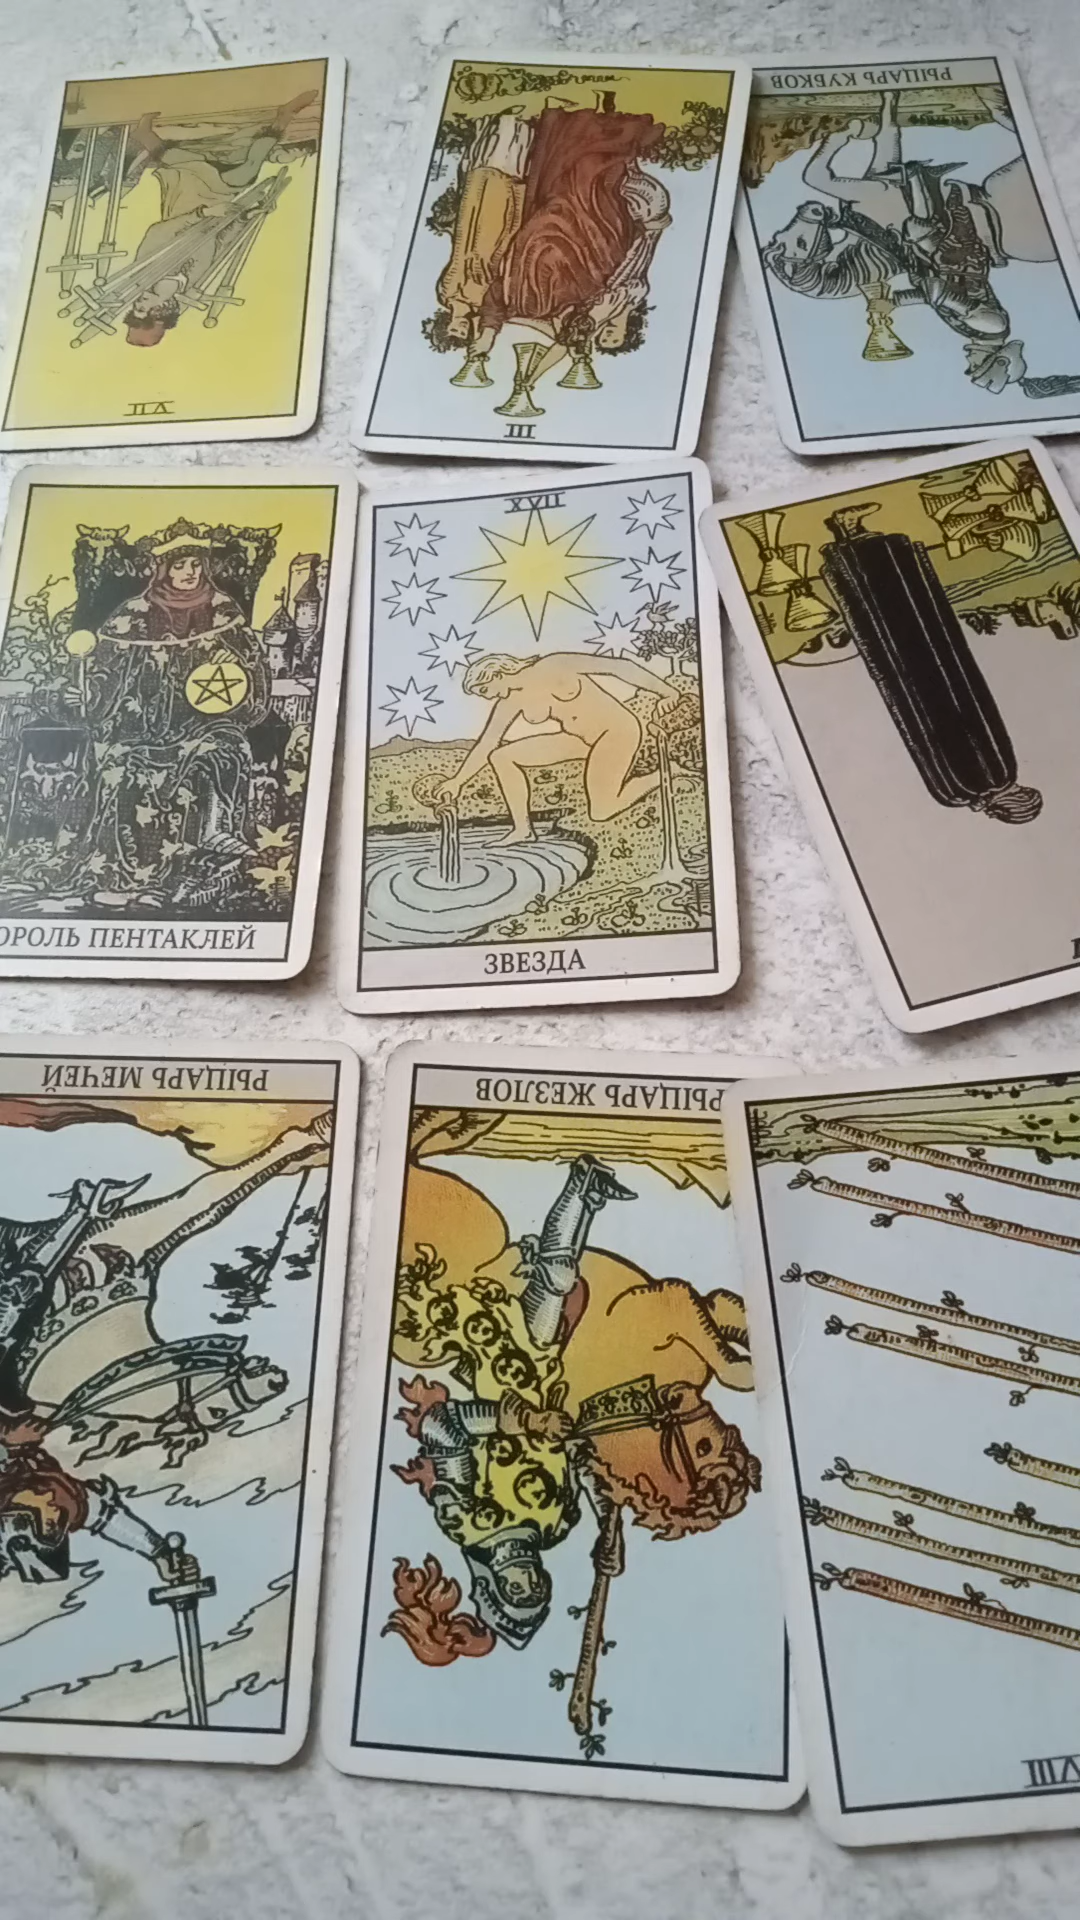 РЫЦАРЬ КУБКОВ
VII
III
XVII
ОРОЛЬ ПЕНТАКЛЕЙ
ЗВЕЗДА
РЫЦАРЬ МЕЧЕЙ
РЫЦАРЬ ЖЕЗЛОВ
VIII